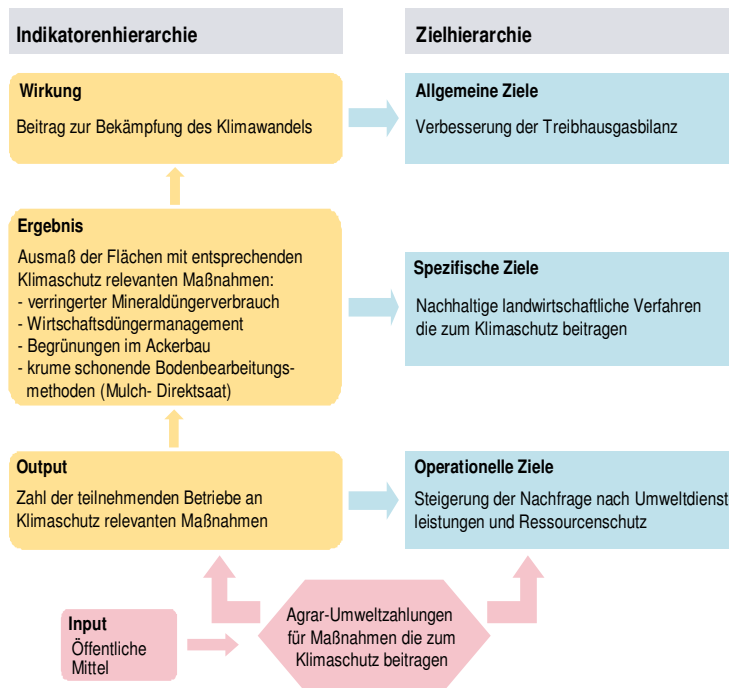 Indikatorenhierarchie
Zielhierarchie
Wirkung
Beitrag zur Bekämpfung des Klimawandels
Allgemeine Ziele
Verbesserung der Treibhausgasbilanz
Ergebnis
Ausmaß der Flächen mit entsprechenden
Klimaschutz relevanten Maßnahmen:
- verringerter Mineraldüngerverbrauch
- Wirtschaftsdüngermanagement
- Begrünungen im Ackerbau
- krume schonende Bodenbearbeitungs-
methoden (Mulch- Direktsaat)
Spezifische Ziele
Nachhaltige landwirtschaftliche Verfahren
die zum Klimaschutz beitragen
Output
Zahl der teilnehmenden Betriebe an
Klimaschutz relevanten Maßnahmen
Operationelle Ziele
Steigerung der Nachfrage nach Umweltdienst
leistungen und Ressourcenschutz
Input
Öffentliche
Mittel
Agrar-Umweltzahlungen
für Maßnahmen die zum
Klimaschutz beitragen